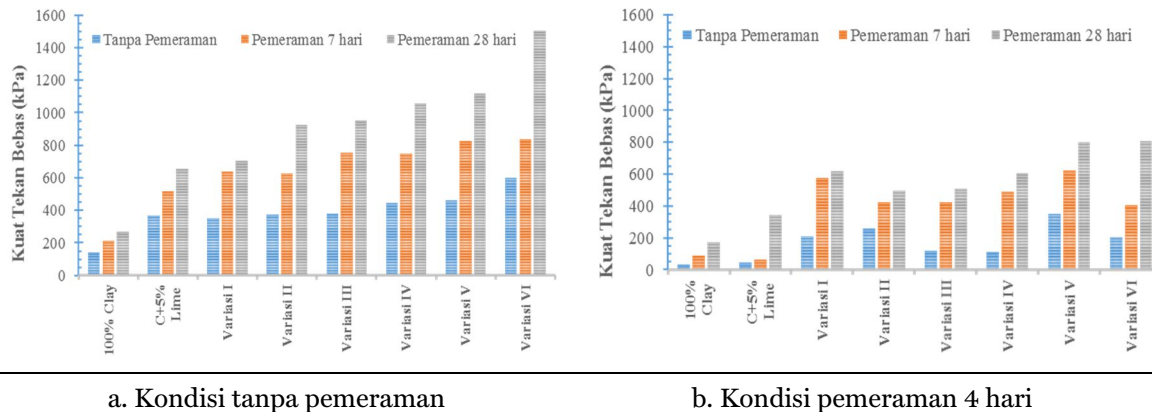 1600
1400
1200
1000
800
600
400
200
0
Kuat Tekan Bebas (kPa)
Tanpa Pemeraman Pemeraman 7 hari Pemeraman 28 hari
100% Clay
C+5% Lime
Variasi I
Variasi II
Variasi III
Variasi IV
Variasi V
Variasi VI
a. Kondisi tanpa pemeraman
1600
1400
1200
1000
800
600
400
200
0
Kuat Tekan Bebas (kPa)
Tanpa Pemeraman Pemeraman 7 hari Pemeraman 28 hari
100%
Clay
C+5%
Lime
Variasi I
Variasi II
Variasi III
Variasi IV
Variasi V
Variasi VI
b. Kondisi pemeraman 4 hari